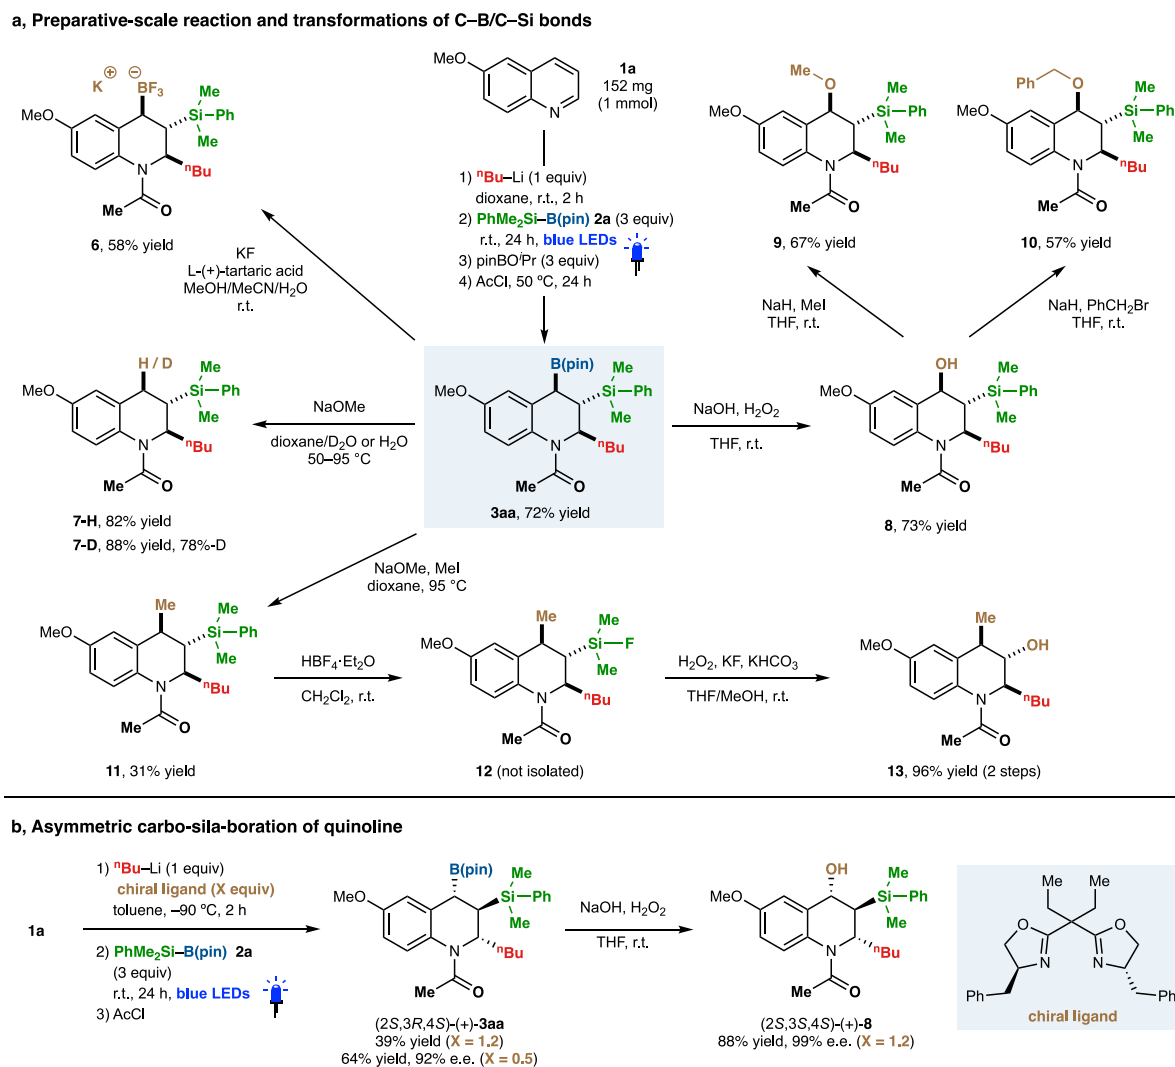 a, Preparative-scale reaction and transformations of C–B/C–Si bonds
K ⊕ ⊖
BF3
MeO
Me
Si–Ph
Me
N
nBu
Me
O
6, 58% yield
MeO
N
1a
152 mg
(1 mmol)
1) nBu–Li (1 equiv)
dioxane, r.t., 2 h
2) PhMe2Si–B(pin) 2a (3 equiv)
r.t., 24 h, blue LEDs
3) pinBOiPr (3 equiv)
4) AcCl, 50 ºC, 24 h
Me
O
MeO
Me
Si–Ph
Me
N
nBu
Me
O
9, 67% yield
Ph
O
MeO
Me
Si–Ph
Me
N
nBu
Me
O
10, 57% yield
KF
L-(+)-tartaric acid
MeOH/MeCN/H2O
r.t.
NaH, MeI
THF, r.t.
NaH, PhCH2Br
THF, r.t.
H / D
MeO
Me
Si–Ph
Me
N
nBu
Me
O
7-H, 82% yield
7-D, 88% yield, 78%-D
NaOMe
dioxane/D2O or H2O
50–95 °C
B(pin)
MeO
Me
Si–Ph
Me
N
nBu
Me
O
3aa, 72% yield
NaOH, H2O2
THF, r.t.
OH
MeO
Me
Si–Ph
Me
N
nBu
Me
O
8, 73% yield
NaOMe, MeI
dioxane, 95 °C
Me
MeO
Me
Si–Ph
Me
N
nBu
Me
O
11, 31% yield
HBF4·Et2O
CH2Cl2, r.t.
Me
MeO
Me
Si–F
Me
N
nBu
Me
O
12 (not isolated)
H2O2, KF, KHCO3
THF/MeOH, r.t.
Me
MeO
OH
N
nBu
Me
O
13, 96% yield (2 steps)
b, Asymmetric carbo-sila-boration of quinoline
1a
1) nBu–Li (1 equiv)
chiral ligand (X equiv)
toluene, –90 ºC, 2 h
2) PhMe2Si–B(pin) 2a
(3 equiv)
r.t., 24 h, blue LEDs
3) AcCl
B(pin)
MeO
Me
Si–Ph
Me
N
nBu
Me
O
(2S,3R,4S)-(+)-3aa
39% yield (X = 1.2)
64% yield, 92% e.e. (X = 0.5)
NaOH, H2O2
THF, r.t.
OH
MeO
Me
Si–Ph
Me
N
nBu
Me
O
(2S,3S,4S)-(+)-8
88% yield, 99% e.e. (X = 1.2)
Me Me
O O
N N
Ph Ph
chiral ligand